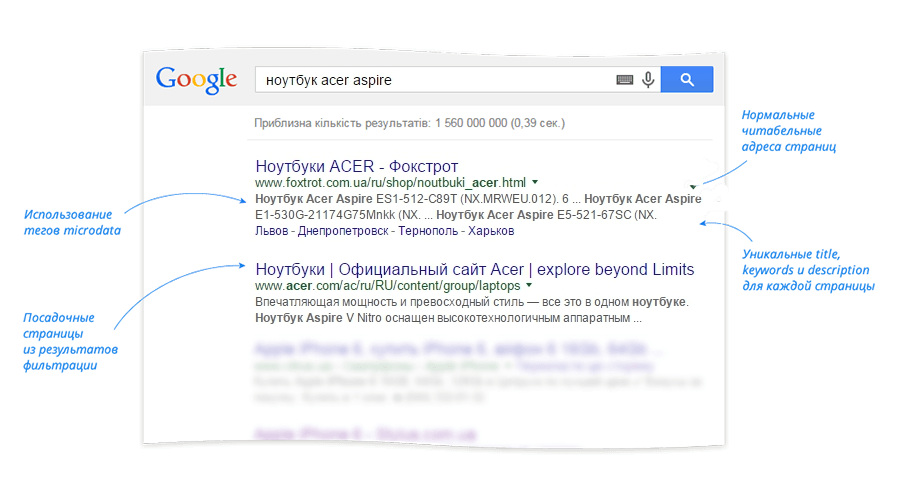 Google
ноутбук acer aspire
Приблизна кількість результатів: 1 560 000 000 (0,39 сек.)
Нормальные
читабельные
адреса страниц
Ноутбуки ACER - Фокстрот
www.foxtrot.com.ua/ru/shop/noutbuki_acer.html
Ноутбук Acer Aspire ES1-512-C89T (NX.MRWEU.012). 6 ... Ноутбук Acer Aspire
E1-530G-21174G75Mnkk (NX. ... Ноутбук Acer Aspire E5-521-67SC (NX.
Львов - Днепропетровск - Тернополь - Харьков
Использование
тегов microdata
Уникальные title,
keywords и description
для каждой страницы
Ноутбуки | Официальный сайт Acer | explore beyond Limits
www.acer.com/ac/ru/RU/content/group/laptops
Впечатляющая мощность и превосходный стиль — все это в одном ноутбуке.
Ноутбук Aspire V Nitro оснащен высокотехнологичным аппаратным ...
Посадочные
страницы
из результатов
фильтрации